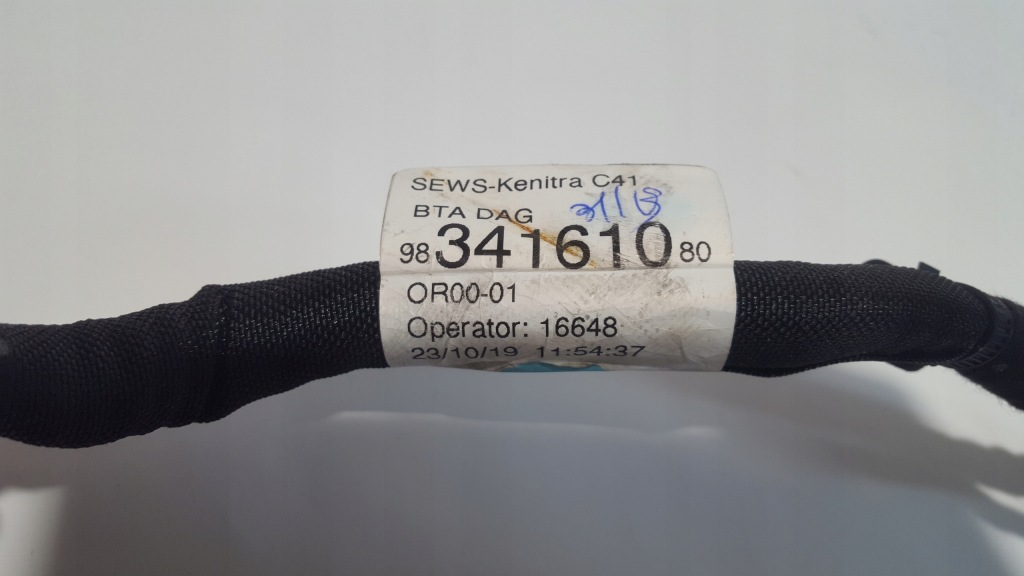 SEWS-Kenitra C41
BTA DAG
98 341610 80
OR00-01
Operator: 16648
23/10/19 11:54:37